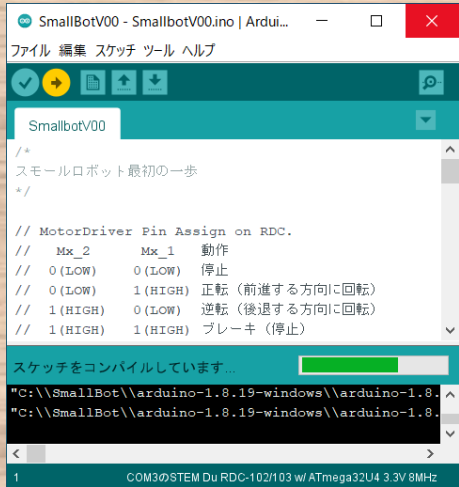 SmallBotV00 - SmallbotV00.ino | Ardui...
ファイル 編集 スケッチ ツール ヘルプ
SmallbotV00
/*
スモールロボット最初の一歩
*/
// MotorDriver Pin Assign on RDC.
// Mx_2 Mx_1 動作
// 0(LOW) 0(LOW) 停止
// 0(LOW) 1(HIGH) 正転（前進する方向に回転）
// 1(HIGH) 0(LOW) 逆転（後退する方向に回転）
// 1(HIGH) 1(HIGH) ブレーキ（停止）
スケッチをコンパイルしています...
"C:\\SmallBot\\arduino-1.8.19-windows\\arduino-1.8.
"C:\\SmallBot\\arduino-1.8.19-windows\\arduino-1.8.
1 COM3のSTEM Du RDC-102/103 w/ ATmega32U4 3.3V 8MHz